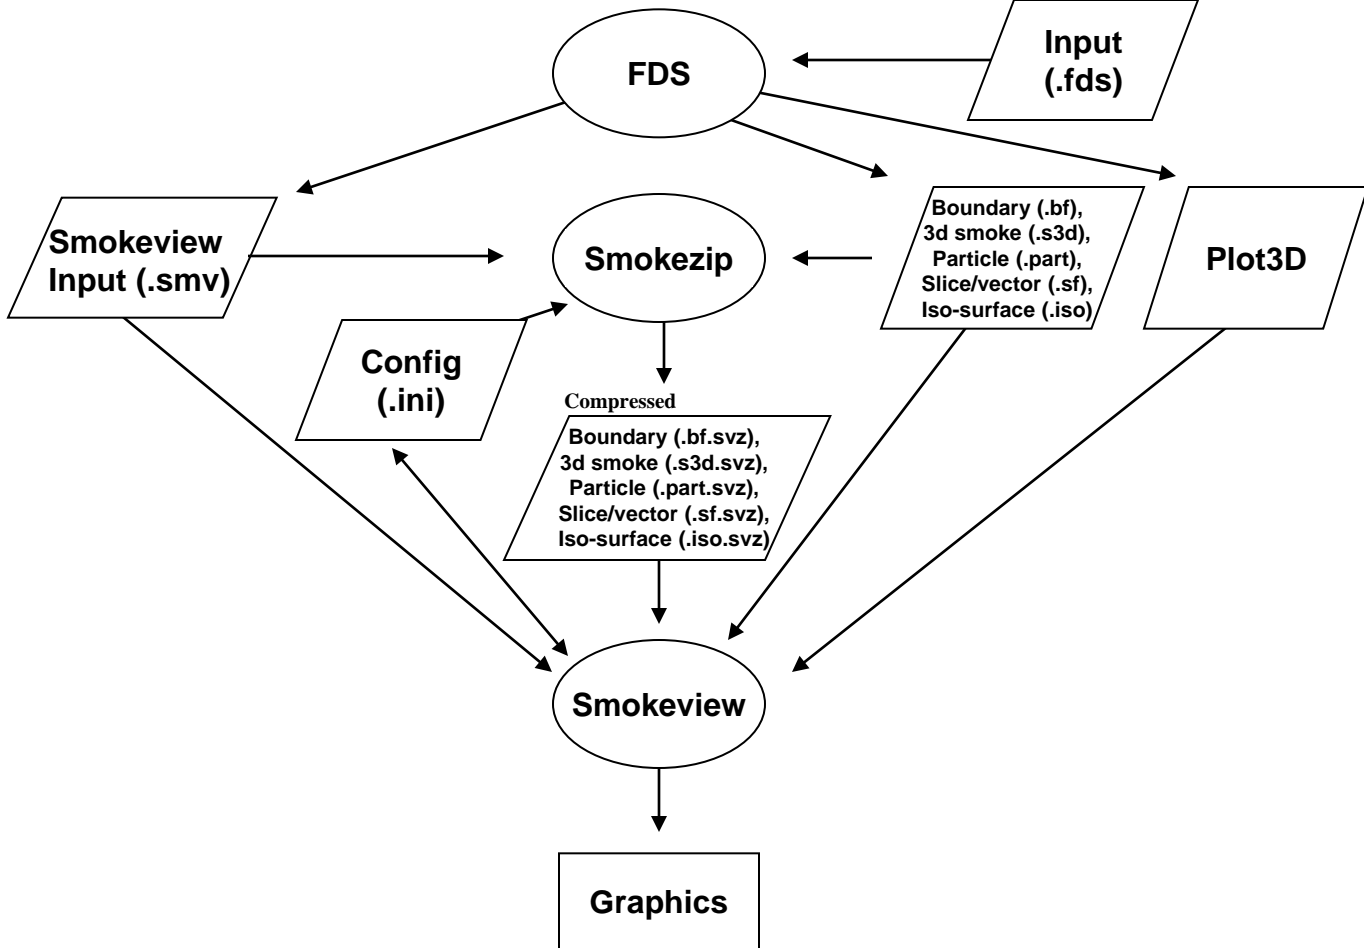 FDS
Input
(.fds)
Smokeview
Input (.smv)
Smokezip
Boundary (.bf),
3d smoke (.s3d),
Particle (.part),
Slice/vector (.sf),
Iso-surface (.iso)
Plot3D
Config
(.ini)
Compressed
Boundary (.bf.svz),
3d smoke (.s3d.svz),
Particle (.part.svz),
Slice/vector (.sf.svz),
Iso-surface (.iso.svz)
Smokeview
Graphics